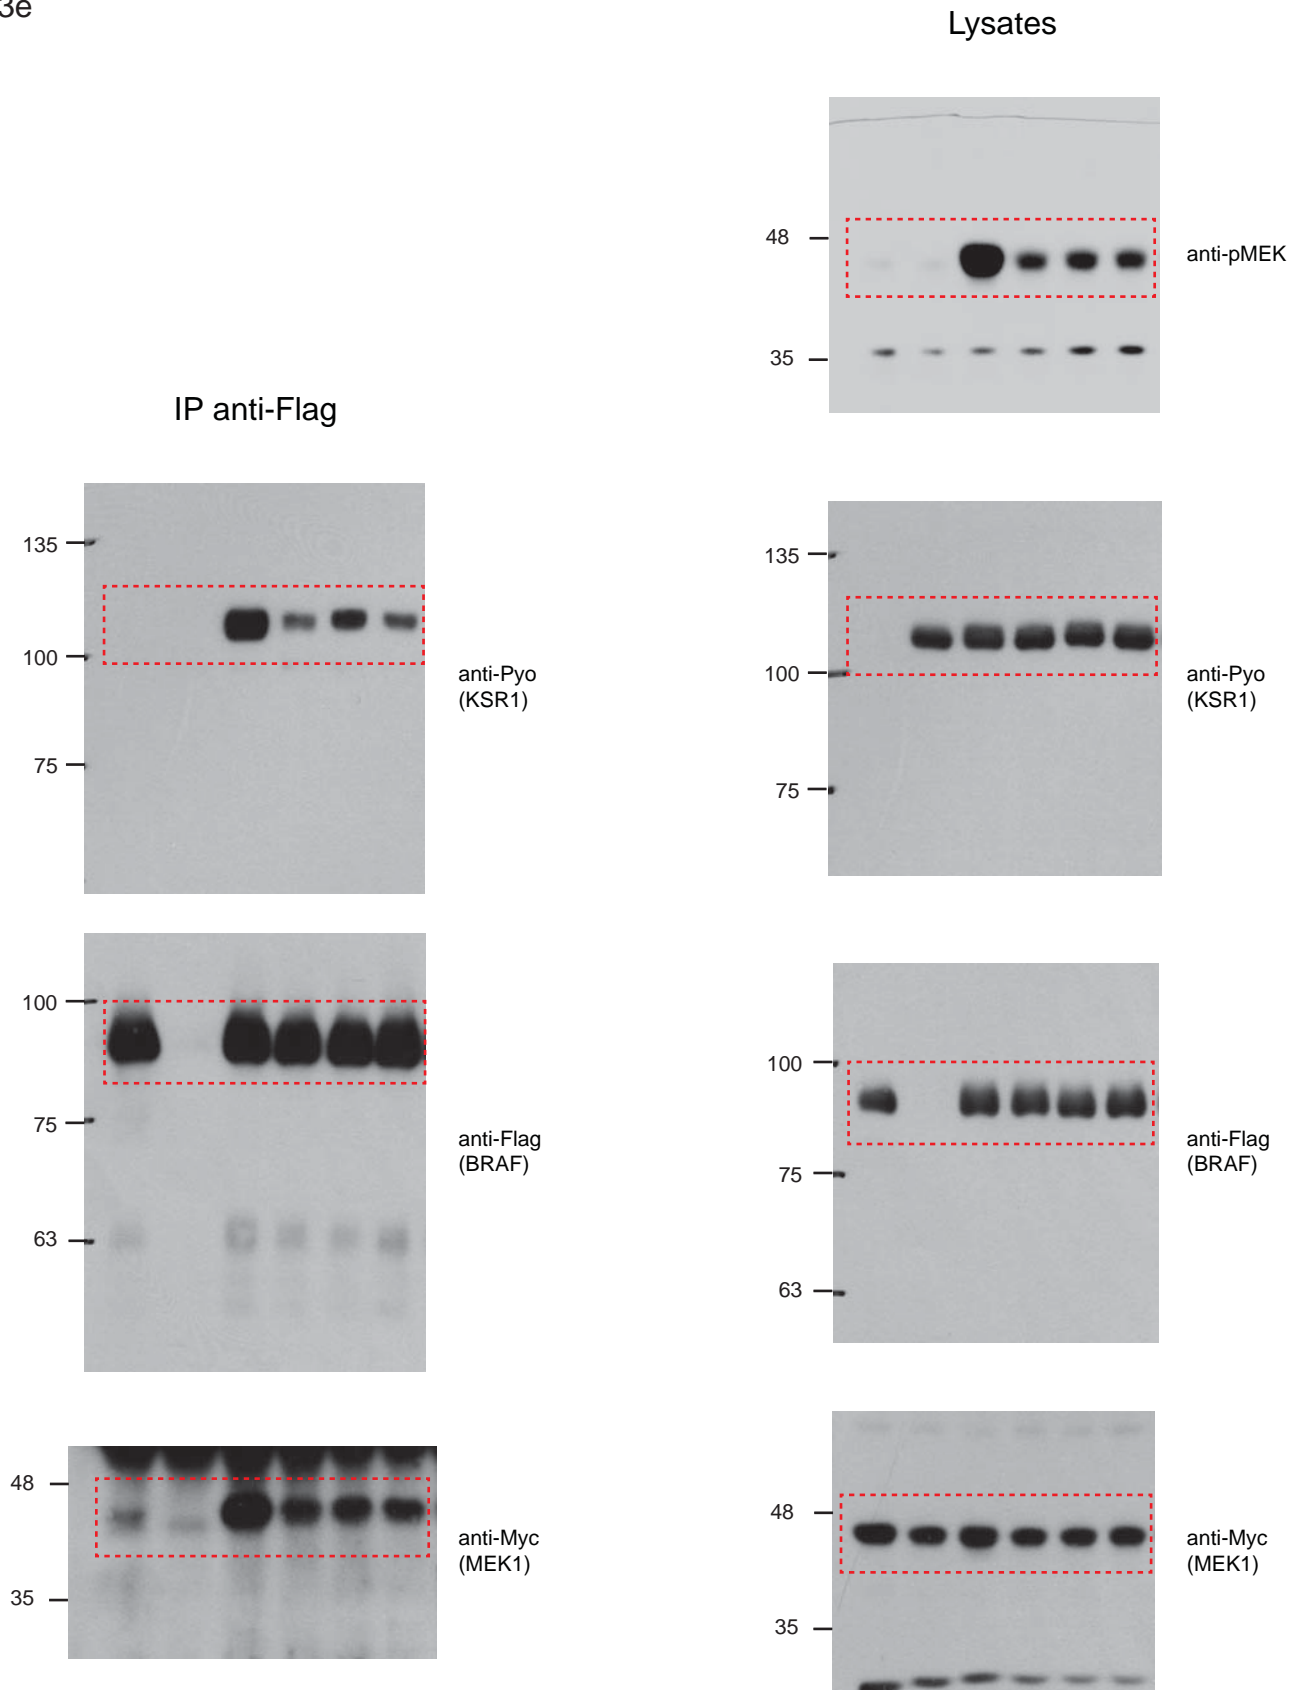 3e
Lysates
48
35
anti-pMEK
IP anti-Flag
135
100
75
anti-Pyo
(KSR1)
135
100
75
anti-Pyo
(KSR1)
100
75
63
anti-Flag
(BRAF)
100
75
63
anti-Flag
(BRAF)
48
35
anti-Myc
(MEK1)
48
35
anti-Myc
(MEK1)